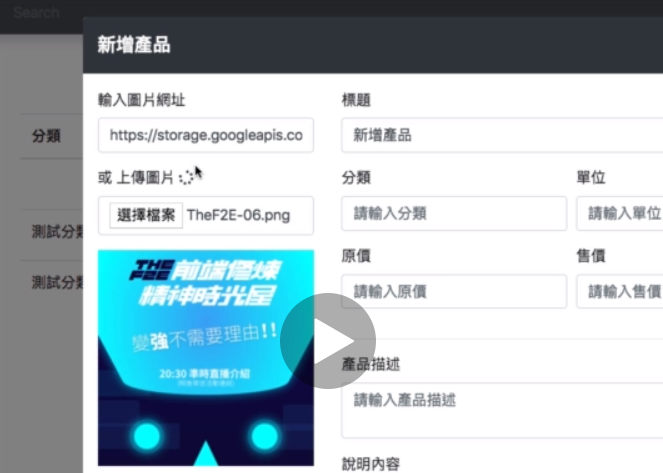 Search
新增產品
輸入圖片網址
https://storage.googleapis.co
標題
新增產品
或 上傳圖片
選擇檔案 TheF2E-06.png
分類
請輸入分類
單位
請輸入單位
原價
請輸入原價
售價
請輸入售價
產品描述
請輸入產品描述
說明內容
分類
測試分類
測試分類
THE F2E 前端修煉
精神時光屋
變強不需要理由!!
20:30 準時直播介紹